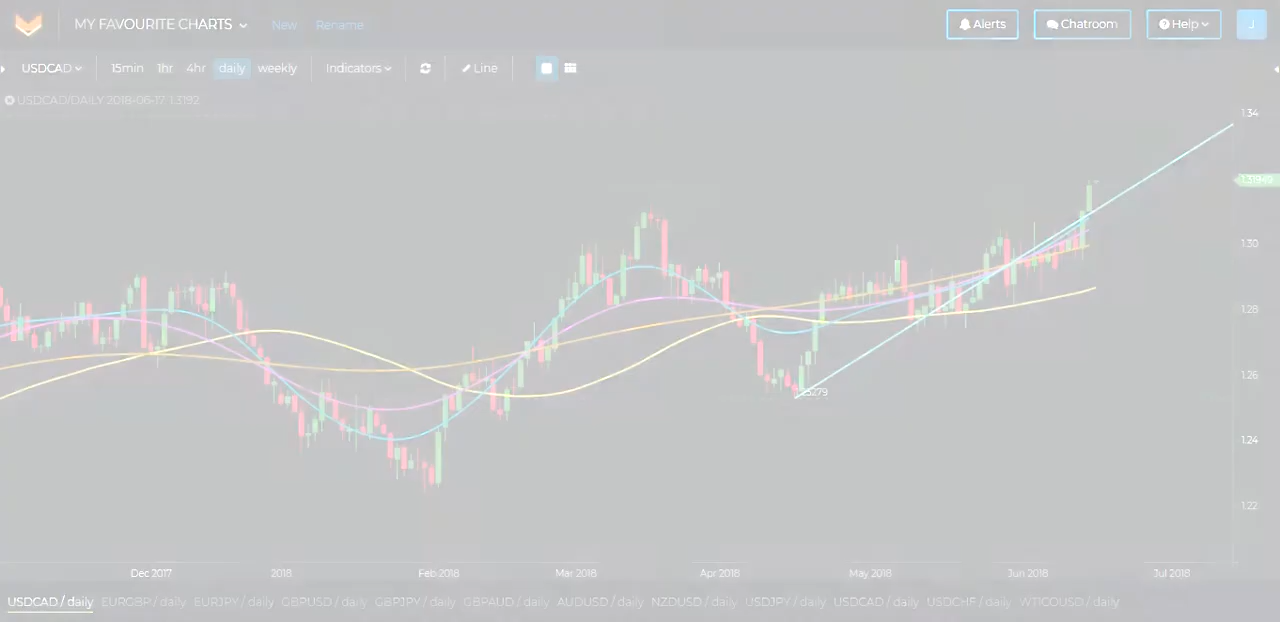 MY FAVOURITE CHARTS New Rename Alerts Chatroom Help J
USDCAD 15min 1hr 4hr daily weekly Indicators Line
USDCAD/DAILY 2018-06-17: 1.3192
1.34
1.31949
1.30
1.28
1.26
1.25279
1.24
1.22
Dec 2017 2018 Feb 2018 Mar 2018 Apr 2018 May 2018 Jun 2018 Jul 2018
USDCAD / daily EURGBP / daily EURJPY / daily GBPUSD / daily GBPJPY / daily GBPAUD / daily AUDUSD / daily NZDUSD / daily USDJPY / daily USDCAD / daily USDCHF / daily WTICOUSD / daily